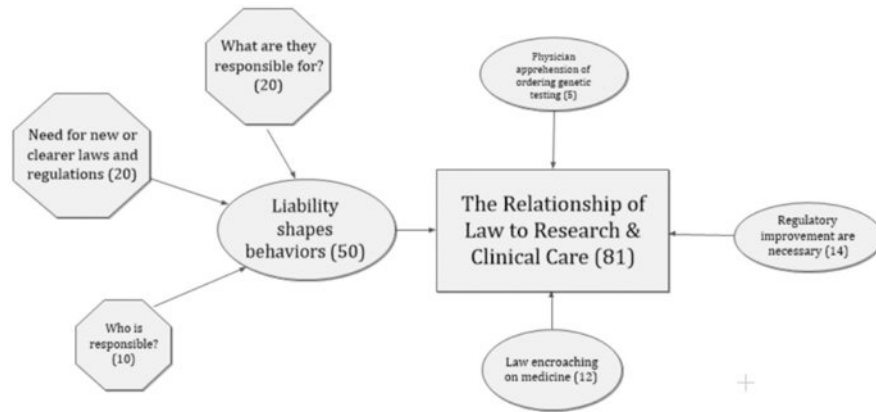 What are they
responsible for?
(20)
Physician
apprehension of
ordering genetic
testing (5)
Need for new or
clearer laws and
regulations (20)
Liability
shapes
behaviors (50)
The Relationship of
Law to Research &
Clinical Care (81)
Regulatory
improvement are
necessary (14)
Who is
responsible?
(10)
Law encroaching
on medicine (12)